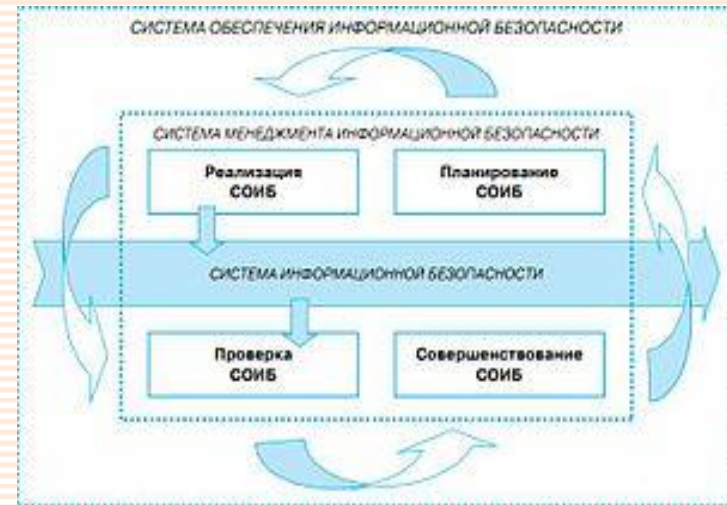 СИСТЕМА ОБЕСПЕЧЕНИЯ ИНФОРМАЦИОННОЙ БЕЗОПАСНОСТИ
СИСТЕМА МЕНЕДЖМЕНТА ИНФОРМАЦИОННОЙ БЕЗОПАСНОСТИ
Реализация
СОИБ
Планирование
СОИБ
СИСТЕМА ИНФОРМАЦИОННОЙ БЕЗОПАСНОСТИ
Проверка
СОИБ
Совершенствование
СОИБ